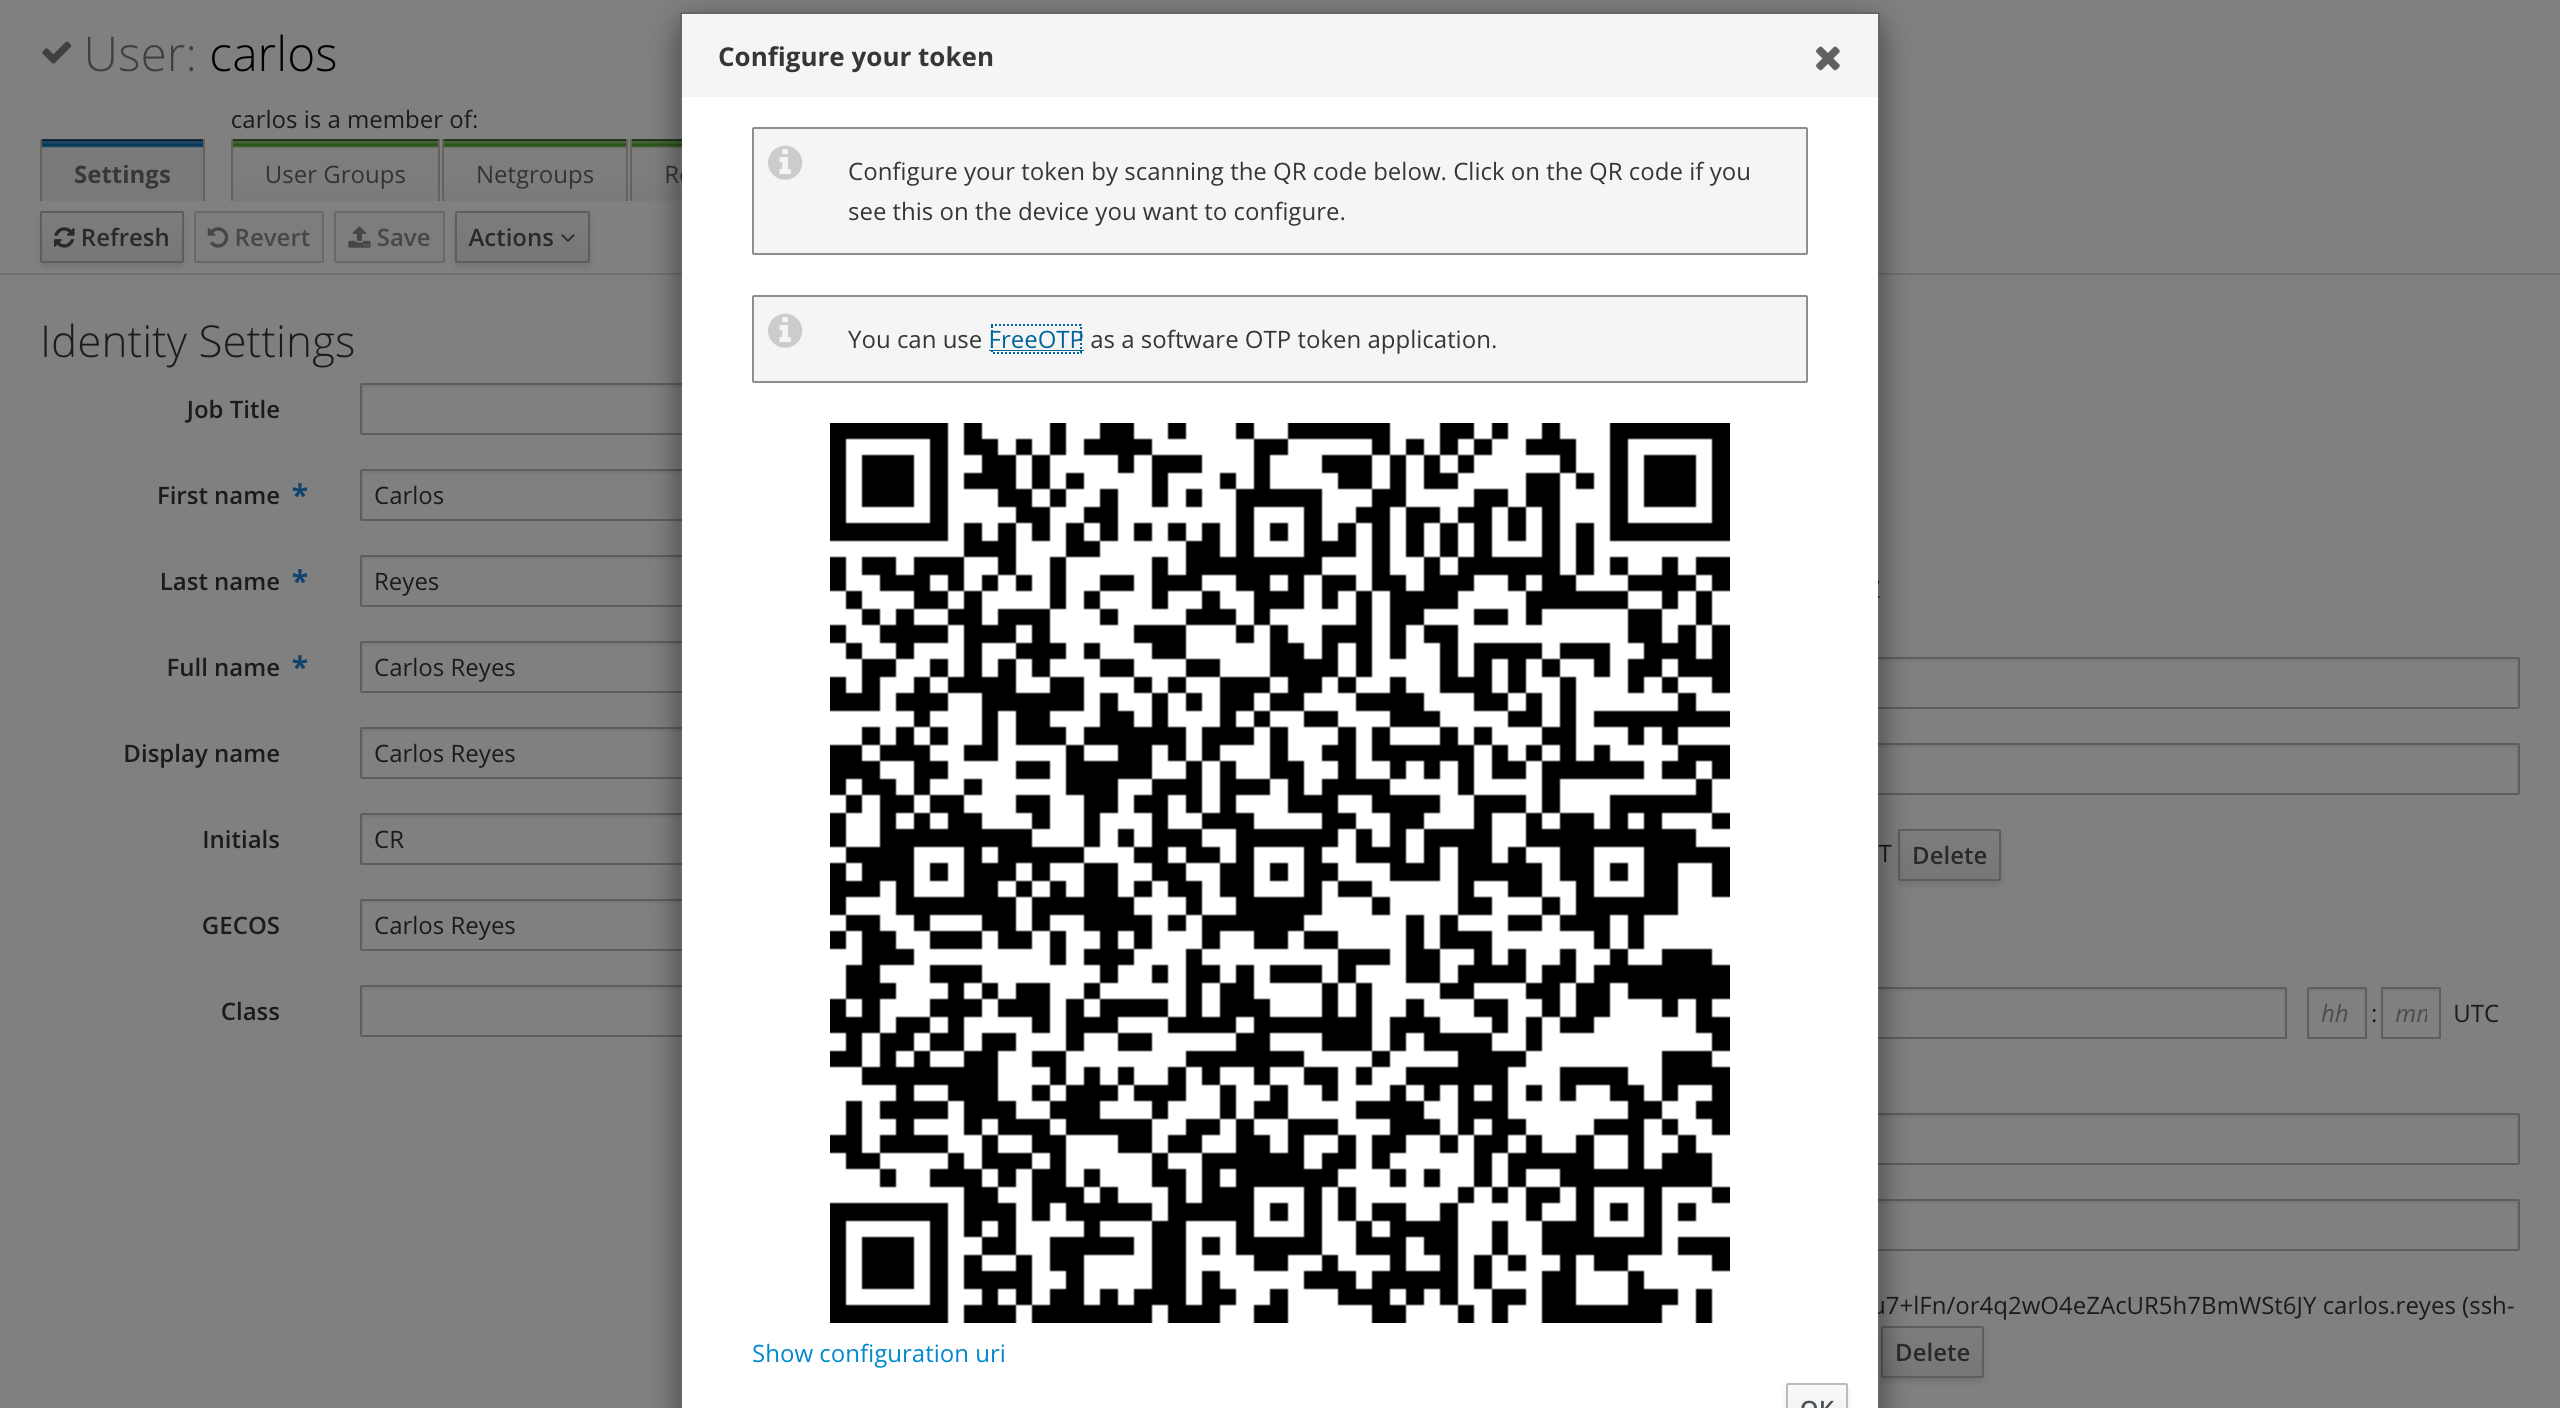 User: carlos
carlos is a member of:
Settings
User Groups
Netgroups
Refresh
Revert
Save
Actions
Identity Settings
Job Title
First name *
Carlos
Last name *
Reyes
Full name *
Carlos Reyes
Display name
Carlos Reyes
Initials
CR
GECOS
Carlos Reyes
Class
Configure your token
Configure your token by scanning the QR code below. Click on the QR code if you
see this on the device you want to configure.
You can use FreeOTP as a software OTP token application.
Show configuration uri
OK
T Delete
hh : mn UTC
u7+lFn/or4q2wO4eZAcUR5h7BmWSt6JY carlos.reyes (ssh-
Delete